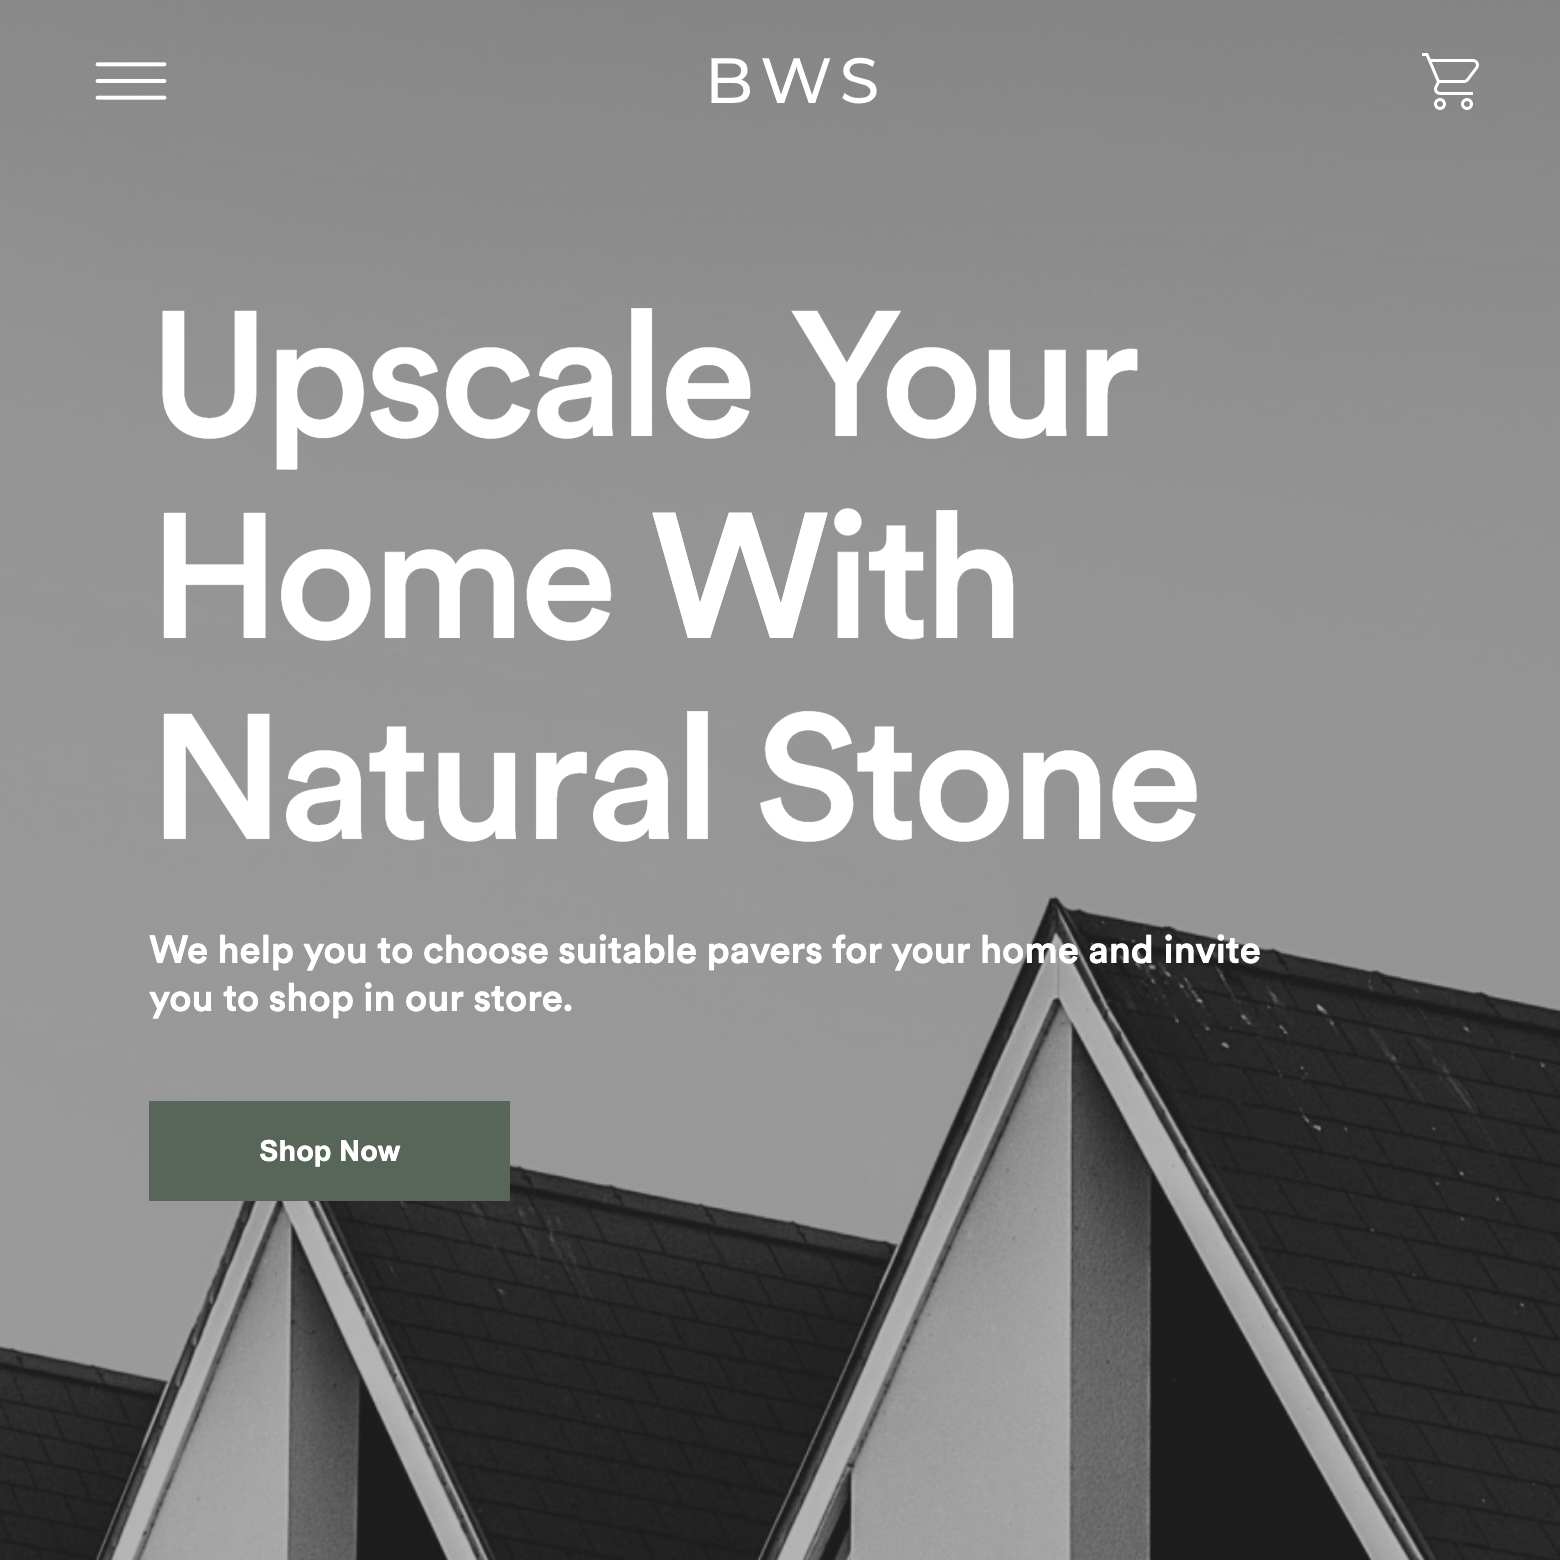 BWS
Upscale Your
Home With
Natural Stone
We help you to choose suitable pavers for your home and invite
you to shop in our store.
Shop Now